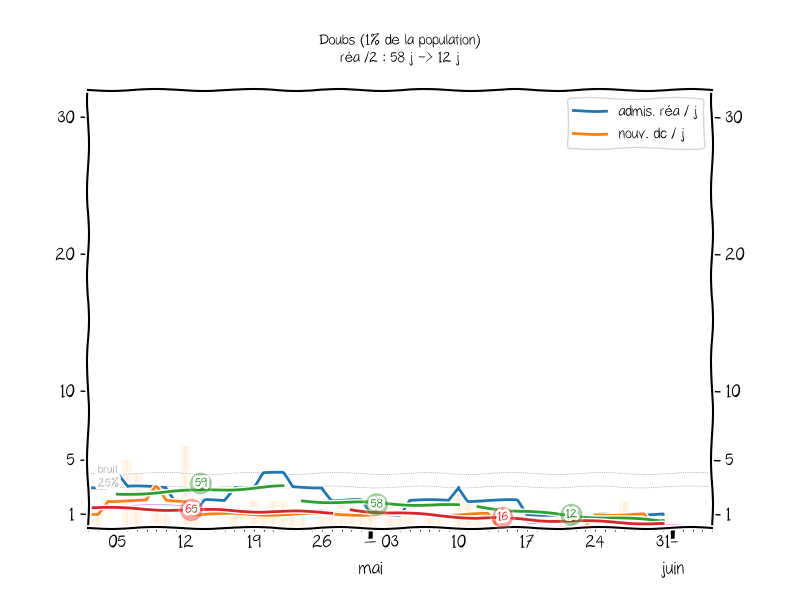 Doubs (1% de la population)
réa /2 : 58 j -> 12 j
admis. réa / j
nouv. dc / j
30
30
20
20
10
10
5
5
1
1
bruit
25%
59
65
58
16
12
05 12 19 26 03 10 17 24 31
mai juin